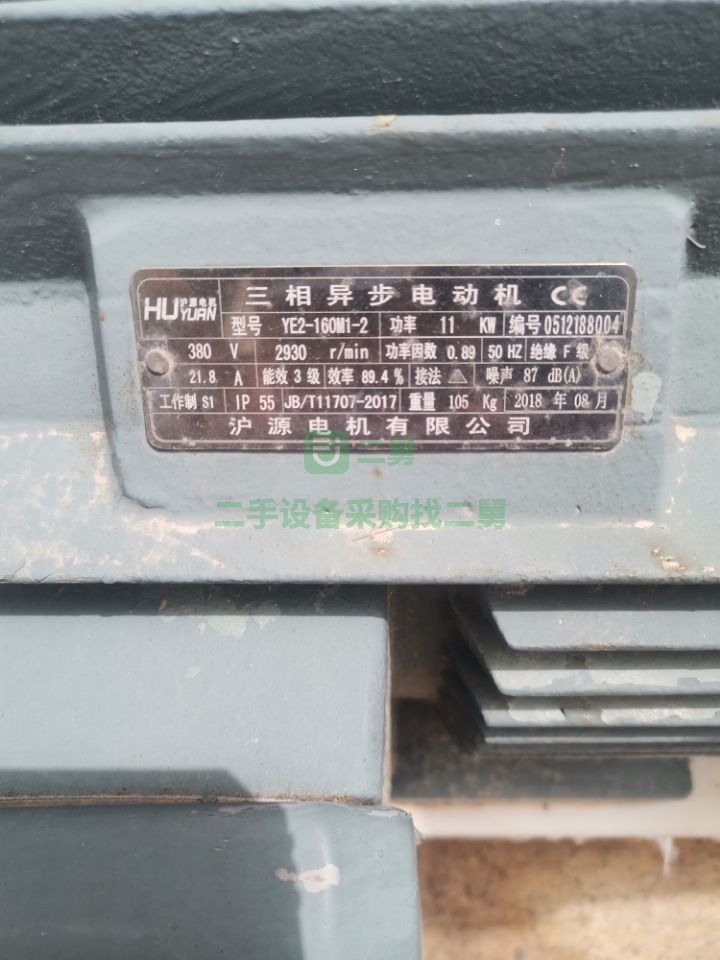 HU YUAN 沪源电机 三相异步电动机 CE
型号 YE2-160M1-2 功率 11 KW 编号 0512188004
380 V 2930 r/min 功率因数 0.89 50 HZ 绝缘 F 级
21.8 A 能效 3 级 效率 89.4 % 接法 △ 噪声 87 dB(A)
工作制 S1 IP 55 JB/T11707-2017 重量 105 Kg 2018 年 08 月
沪源电机有限公司
二舅
二手设备采购找二舅